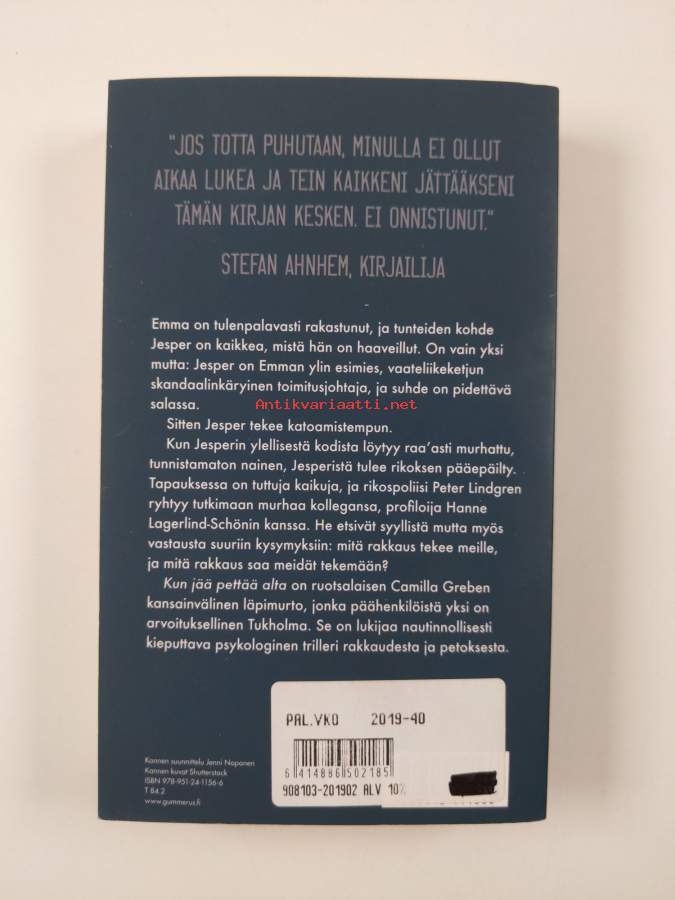 "JOS TOTTA PUHUTAAN, MINULLA EI OLLUT
AIKAA LUKEA JA TEIN KAIKKENI JÄTTÄÄKSENI
TÄMÄN KIRJAN KESKEN. EI ONNISTUNUT."
STEFAN AHNHEM, KIRJAILIJA
Emma on tulenpalavasti rakastunut, ja tunteiden kohde
Jesper on kaikkea, mistä hän on haaveillut. On vain yksi
mutta: Jesper on Emman ylin esimies, vaateliikeketjun
skandaalinkäryinen toimitusjohtaja, ja suhde on pidettävä
salassa.
Antikvariaatti.net
Sitten Jesper tekee katoamistempun.
Kun Jesperin ylellisestä kodista löytyy raa'asti murhattu,
tunnistamaton nainen, Jesperistä tulee rikoksen pääepäilty.
Tapauksessa on tuttuja kaikuja, ja rikospoliisi Peter Lindgren
ryhtyy tutkimaan murhaa kollegansa, profiloija Hanne
Lagerlind-Schönin kanssa. He etsivät syyllistä mutta myös
vastausta suuriin kysymyksiin: mitä rakkaus tekee meille,
ja mitä rakkaus saa meidät tekemään?
Kun jää pettää alta on ruotsalaisen Camilla Greben
kansainvälinen läpimurto, jonka päähenkilöistä yksi on
arvoituksellinen Tukholma. Se on lukijaa nautinnollisesti
kieputtava psykologinen trilleri rakkaudesta ja petoksesta.
PAL.VKO 2019-40
6 414886 502185
908103-201902 ALV 10%
Kannen suunnittelu Jenni Noponen
Kannen kuvat Shutterstock
ISBN 978-951-24-1156-6
T 84.2
www.gummerus.fi